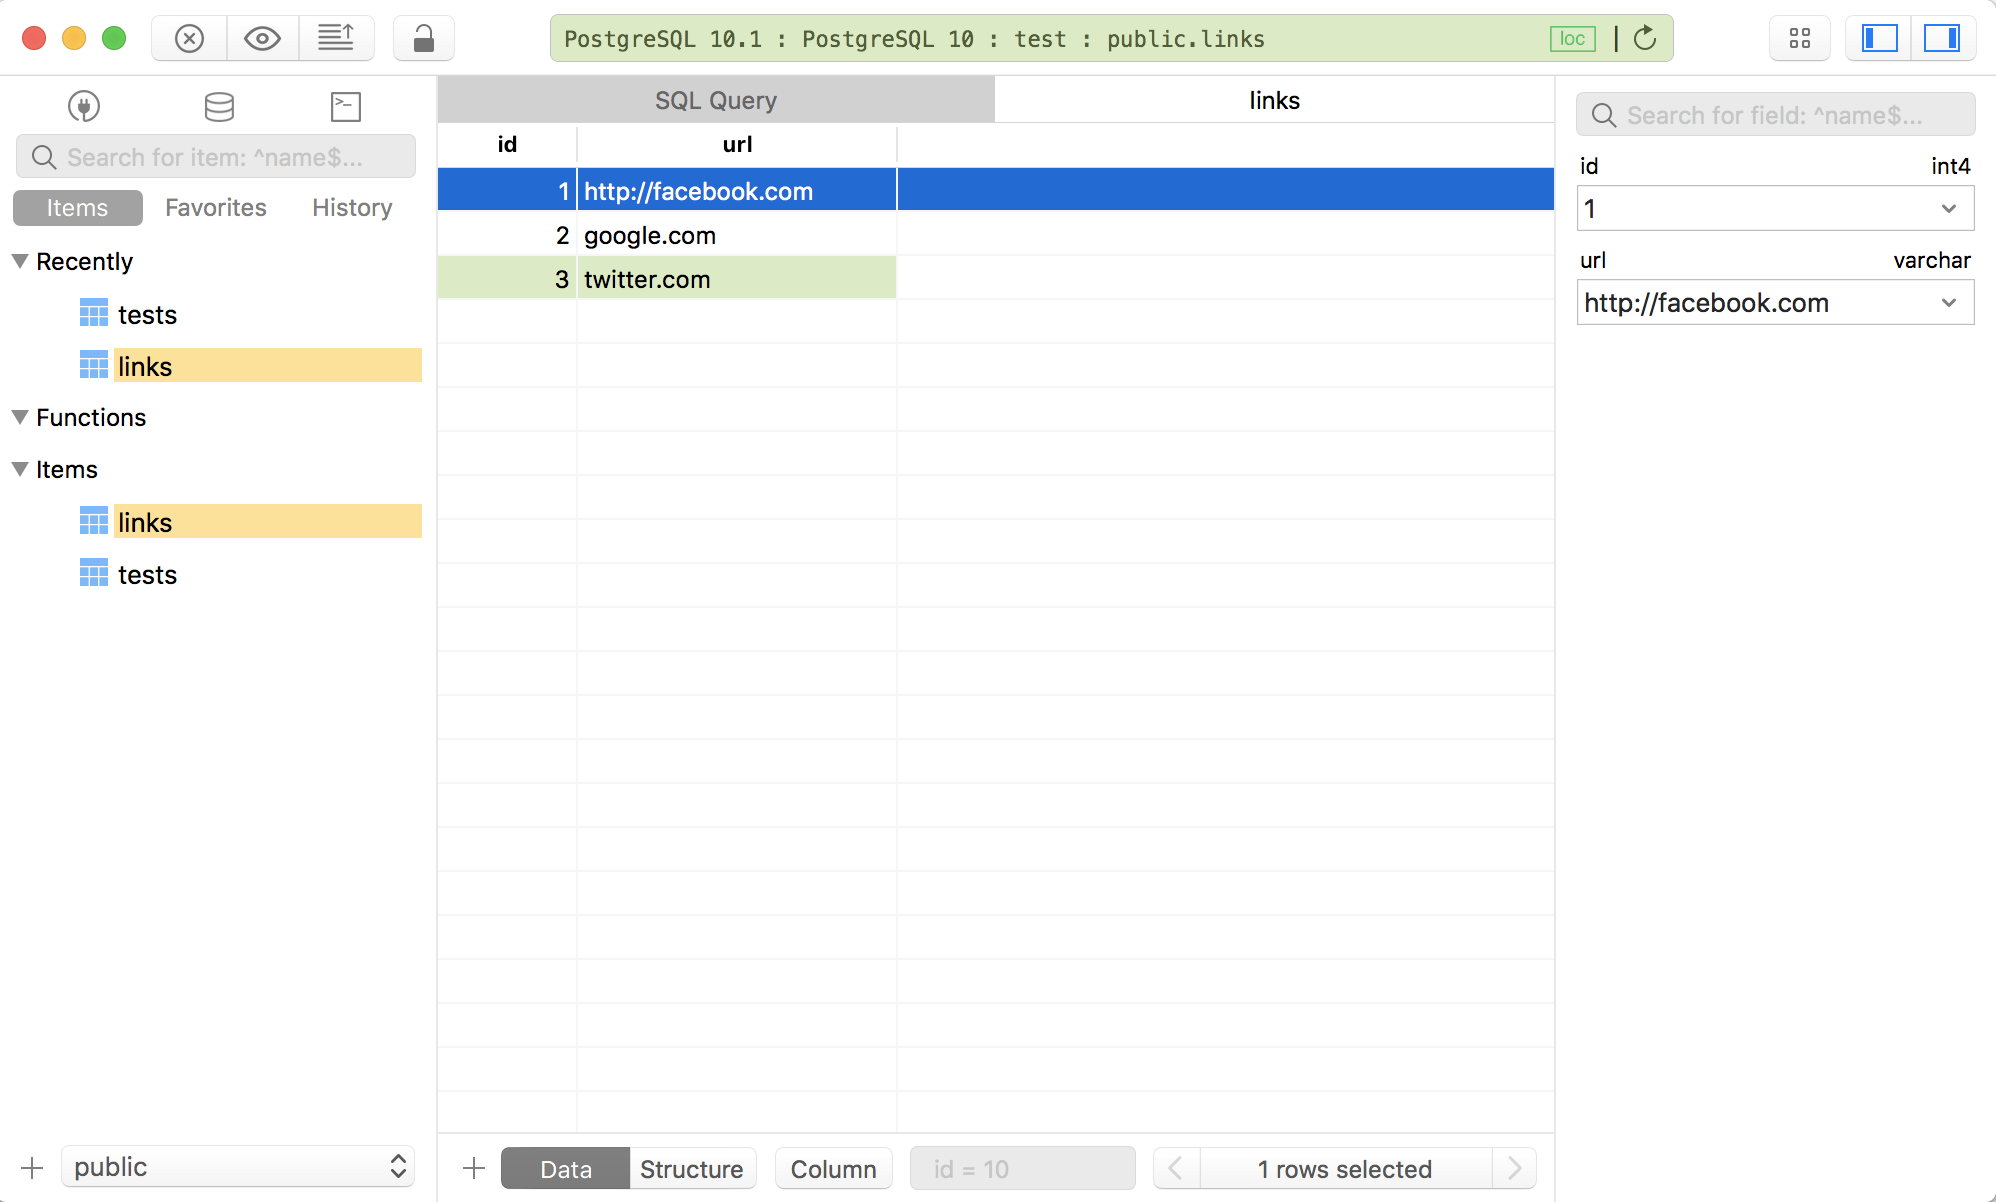 PostgreSQL 10.1 : PostgreSQL 10 : test : public.links
loc
Search for item: ^name$...
Items Favorites History
Recently
tests
links
Functions
Items
links
tests
public
SQL Query links
id url
1 http://facebook.com
2 google.com
3 twitter.com
Data Structure Column id = 10 1 rows selected
Search for field: ^name$...
id int4
1
url varchar
http://facebook.com